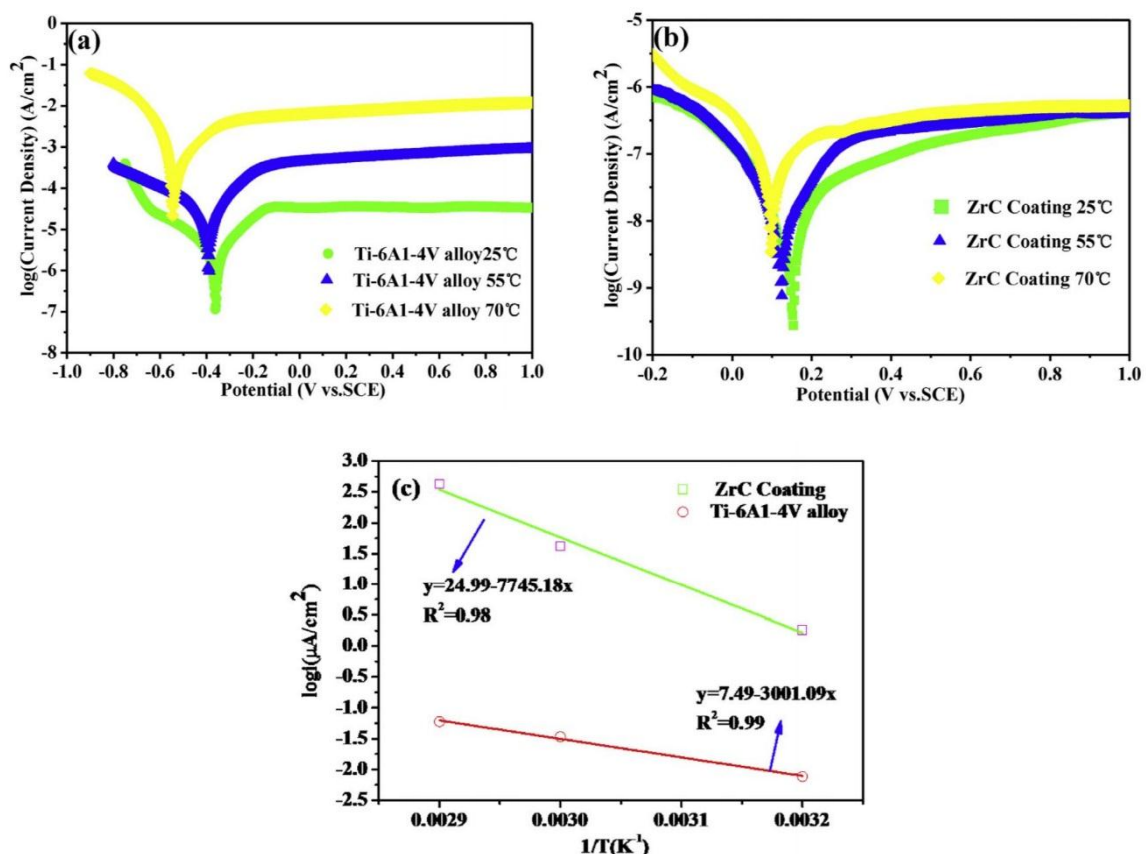 (a)
log(Current Density) (A/cm²)
0
-1
-2
-3
-4
-5
-6
-7
-8
Ti-6A1-4V alloy25℃
Ti-6A1-4V alloy 55℃
Ti-6A1-4V alloy 70℃
-1.0 -0.8 -0.6 -0.4 -0.2 0.0 0.2 0.4 0.6 0.8 1.0
Potential (V vs.SCE)
(b)
log(Current Density) (A/cm²)
-5
-6
-7
-8
-9
-10
ZrC Coating 25℃
ZrC Coating 55℃
ZrC Coating 70℃
-0.2 0.0 0.2 0.4 0.6 0.8 1.0
Potential (V vs.SCE)
(c)
logi(μA/cm²)
3.0
2.5
2.0
1.5
1.0
0.5
0.0
-0.5
-1.0
-1.5
-2.0
-2.5
ZrC Coating
Ti-6A1-4V alloy
y=24.99-7745.18x
R²=0.98
y=7.49-3001.09x
R²=0.99
0.0029 0.0030 0.0031 0.0032
1/T(K⁻¹)